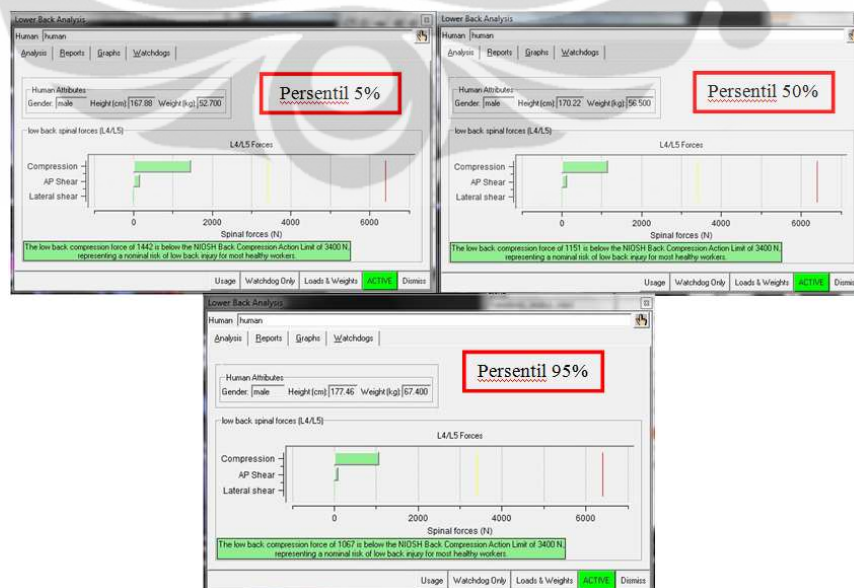 Lower Back Analysis
Human human
Analysis Reports Graphs Watchdogs
Persentil 5%
Human Attributes
Gender: male Height(cm): 167.88 Weight(kg): 52.700
low back spinal forces (L4/L5)
L4/L5 Forces
Compression
AP Shear
Lateral shear
0 2000 4000 6000
Spinal forces (N)
The low back compression force of 1442 is below the NIOSH Back Compression Action Limit of 3400 N,
representing a nominal risk of low back injury for most healthy workers.
Usage Watchdog Only Loads & Weights ACTIVE Dismiss
Lower Back Analysis
Human human
Analysis Reports Graphs Watchdogs
Persentil 50%
Human Attributes
Gender: male Height(cm): 170.22 Weight(kg): 56.500
low back spinal forces (L4/L5)
L4/L5 Forces
Compression
AP Shear
Lateral shear
0 2000 4000 6000
Spinal forces (N)
The low back compression force of 1151 is below the NIOSH Back Compression Action Limit of 3400 N,
representing a nominal risk of low back injury for most healthy workers.
Usage Watchdog Only Loads & Weights ACTIVE Dismiss
Lower Back Analysis
Human human
Analysis Reports Graphs Watchdogs
Persentil 95%
Human Attributes
Gender: male Height(cm): 177.46 Weight(kg): 67.400
low back spinal forces (L4/L5)
L4/L5 Forces
Compression
AP Shear
Lateral shear
0 2000 4000 6000
Spinal forces (N)
The low back compression force of 1067 is below the NIOSH Back Compression Action Limit of 3400 N,
representing a nominal risk of low back injury for most healthy workers.
Usage Watchdog Only Loads & Weights ACTIVE Dismiss